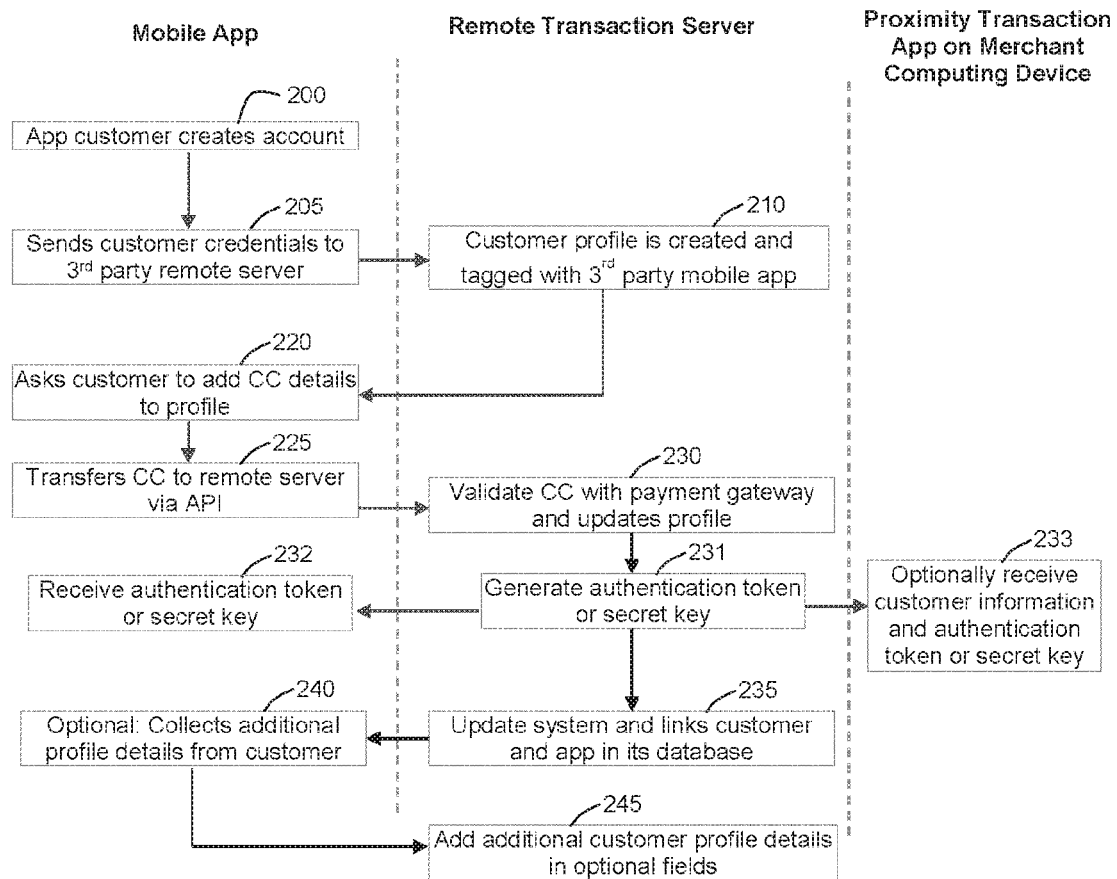 Mobile App
Remote Transaction Server
Proximity Transaction
App on Merchant
Computing Device
200
App customer creates account
205
Sends customer credentials to
3rd party remote server
210
Customer profile is created and
tagged with 3rd party mobile app
220
Asks customer to add CC details
to profile
225
Transfers CC to remote server
via API
230
Validate CC with payment gateway
and updates profile
232
Receive authentication token
or secret key
231
Generate authentication token
or secret key
233
Optionally receive
customer information
and authentication
token or secret key
240
Optional: Collects additional
profile details from customer
235
Update system and links customer
and app in its database
245
Add additional customer profile details
in optional fields